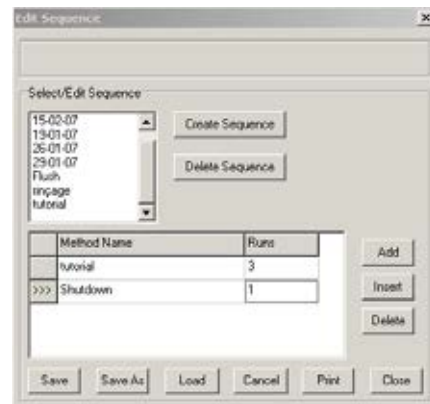 Edit Sequence
Select/Edit Sequence
15-02-07
19-01-07
26-01-07
29-01-07
Flush
rinçage
tutorial
Create Sequence
Delete Sequence
Method Name Runs
tutorial 3
>>> Shutdown 1
Add
Insert
Delete
Save Save As Load Cancel Print Close